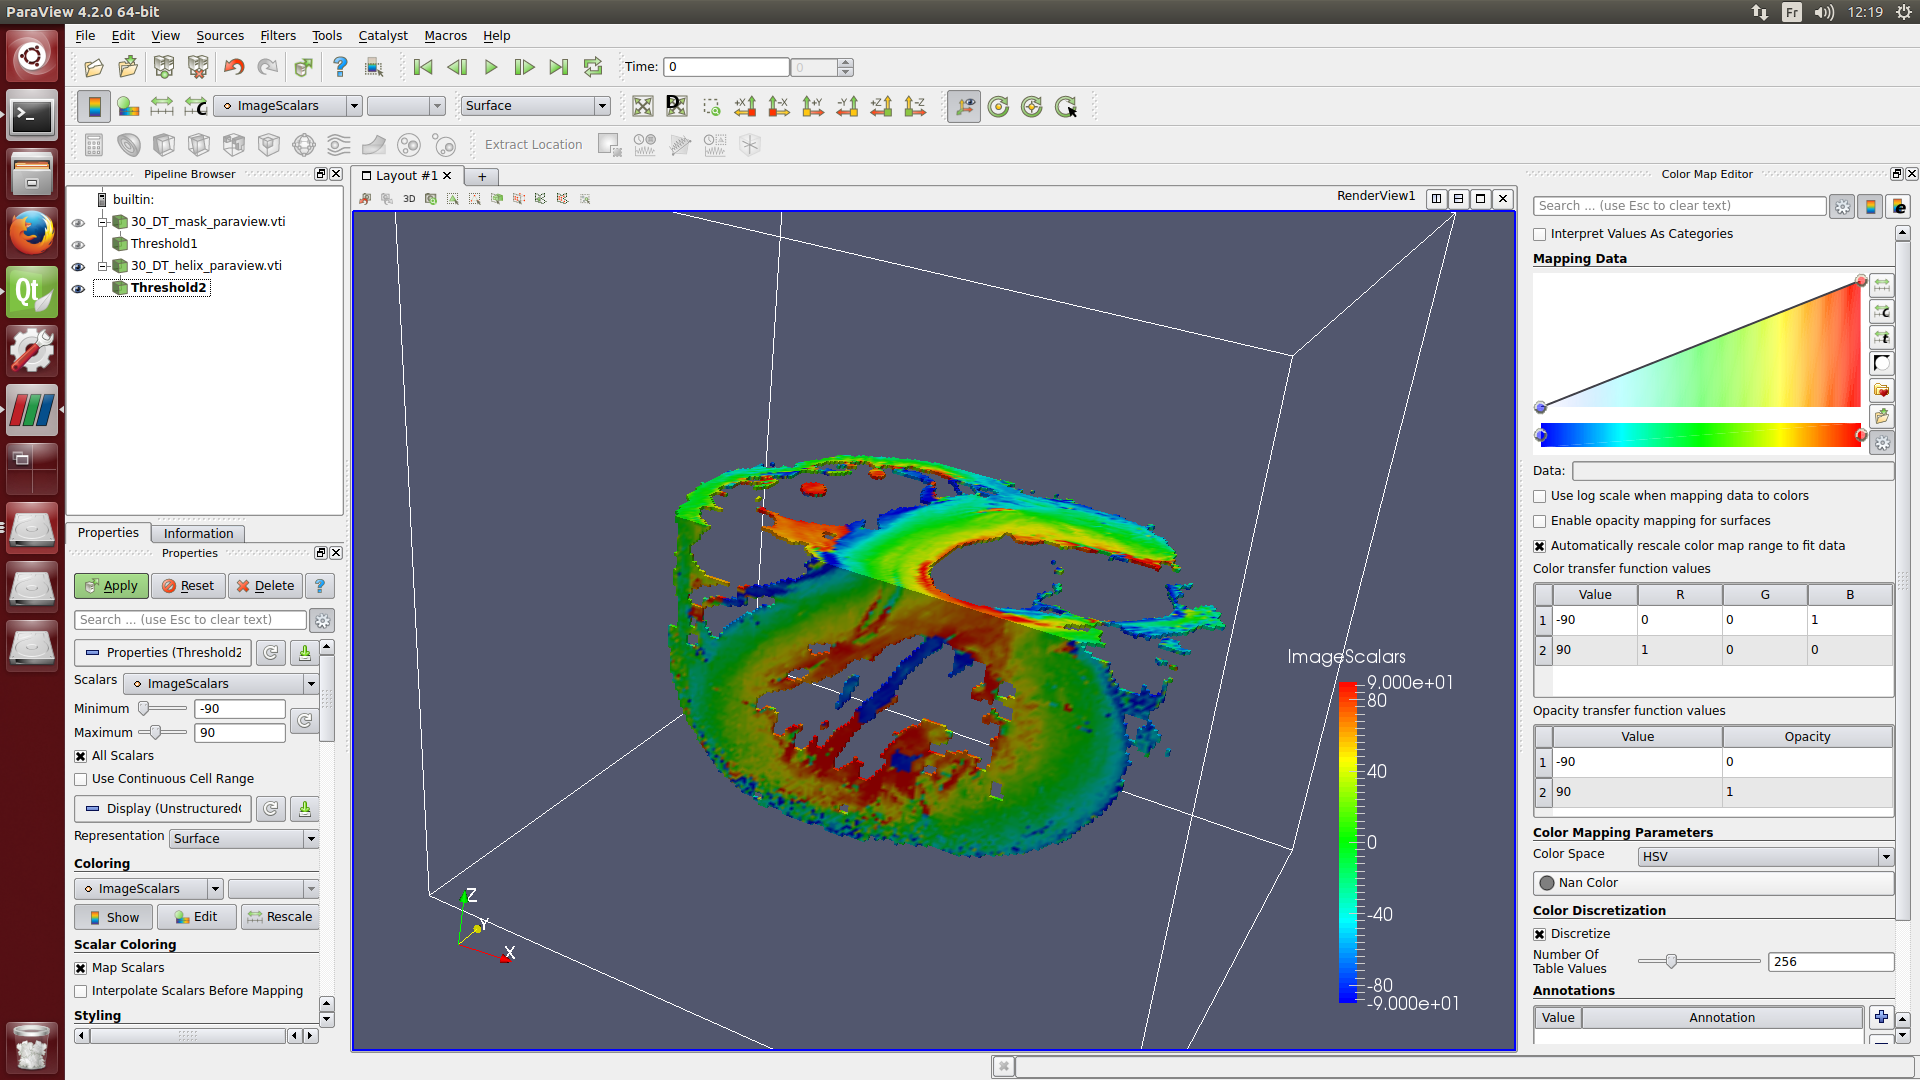 ParaView 4.2.0 64-bit
Fr
12:19
File Edit View Sources Filters Tools Catalyst Macros Help
Time: 0
0
ImageScalars
Surface
D
+X -X +Y -Y +Z -Z
Extract Location
Pipeline Browser
builtin:
30_DT_mask_paraview.vti
Threshold1
30_DT_helix_paraview.vti
Threshold2
Properties Information
Properties
Apply Reset Delete ?
Search ... (use Esc to clear text)
Properties (Threshold2
Scalars ImageScalars
Minimum -90
Maximum 90
All Scalars
Use Continuous Cell Range
Display (Unstructured
Representation Surface
Coloring
ImageScalars
Show Edit Rescale
Scalar Coloring
Map Scalars
Interpolate Scalars Before Mapping
Styling
Layout #1
+
3D
RenderView1
ImageScalars
9.000e+01
80
40
0
-40
-80
-9.000e+01
Z
Y
X
Color Map Editor
Search ... (use Esc to clear text)
Interpret Values As Categories
Mapping Data
Data:
Use log scale when mapping data to colors
Enable opacity mapping for surfaces
Automatically rescale color map range to fit data
Color transfer function values
Value R G B
1 -90 0 0 1
2 90 1 0 0
Opacity transfer function values
Value Opacity
1 -90 0
2 90 1
Color Mapping Parameters
Color Space HSV
Nan Color
Color Discretization
Discretize
Number Of
Table Values 256
Annotations
Value Annotation